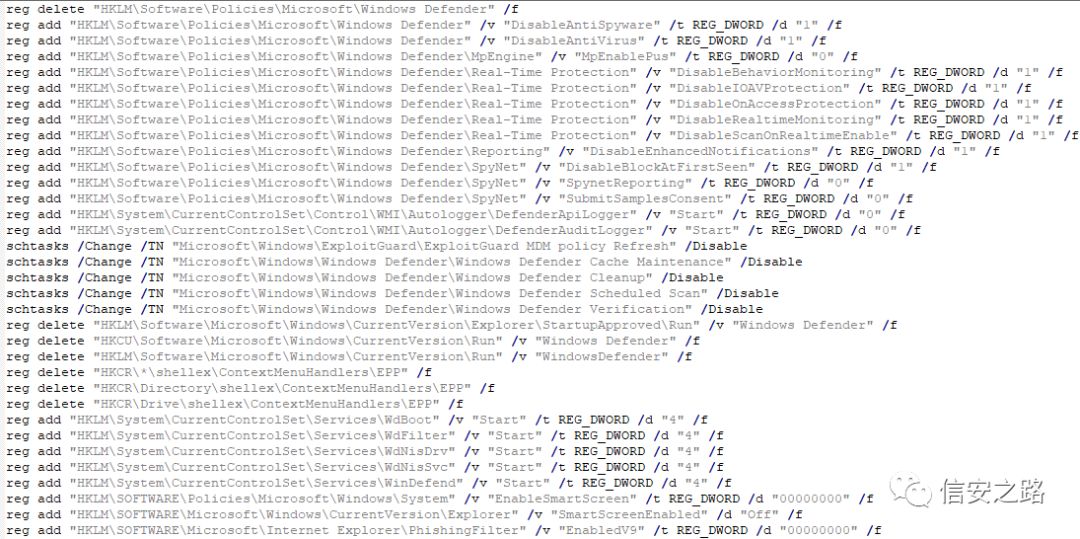 reg delete "HKLM\Software\Policies\Microsoft\Windows Defender" /f
reg add "HKLM\Software\Policies\Microsoft\Windows Defender" /v "DisableAntiSpyware" /t REG_DWORD /d "1" /f
reg add "HKLM\Software\Policies\Microsoft\Windows Defender" /v "DisableAntiVirus" /t REG_DWORD /d "1" /f
reg add "HKLM\Software\Policies\Microsoft\Windows Defender\MpEngine" /v "MpEnablePus" /t REG_DWORD /d "0" /f
reg add "HKLM\Software\Policies\Microsoft\Windows Defender\Real-Time Protection" /v "DisableBehaviorMonitoring" /t REG_DWORD /d "1" /f
reg add "HKLM\Software\Policies\Microsoft\Windows Defender\Real-Time Protection" /v "DisableIOAVProtection" /t REG_DWORD /d "1" /f
reg add "HKLM\Software\Policies\Microsoft\Windows Defender\Real-Time Protection" /v "DisableOnAccessProtection" /t REG_DWORD /d "1" /f
reg add "HKLM\Software\Policies\Microsoft\Windows Defender\Real-Time Protection" /v "DisableRealtimeMonitoring" /t REG_DWORD /d "1" /f
reg add "HKLM\Software\Policies\Microsoft\Windows Defender\Real-Time Protection" /v "DisableScanOnRealtimeEnable" /t REG_DWORD /d "1" /f
reg add "HKLM\Software\Policies\Microsoft\Windows Defender\Reporting" /v "DisableEnhancedNotifications" /t REG_DWORD /d "1" /f
reg add "HKLM\Software\Policies\Microsoft\Windows Defender\SpyNet" /v "DisableBlockAtFirstSeen" /t REG_DWORD /d "1" /f
reg add "HKLM\Software\Policies\Microsoft\Windows Defender\SpyNet" /v "SpynetReporting" /t REG_DWORD /d "0" /f
reg add "HKLM\Software\Policies\Microsoft\Windows Defender\SpyNet" /v "SubmitSamplesConsent" /t REG_DWORD /d "0" /f
reg add "HKLM\System\CurrentControlSet\Control\WMI\Autologger\DefenderApiLogger" /v "Start" /t REG_DWORD /d "0" /f
reg add "HKLM\System\CurrentControlSet\Control\WMI\Autologger\DefenderAuditLogger" /v "Start" /t REG_DWORD /d "0" /f
schtasks /Change /TN "Microsoft\Windows\ExploitGuard\ExploitGuard MDM policy Refresh" /Disable
schtasks /Change /TN "Microsoft\Windows\Windows Defender\Windows Defender Cache Maintenance" /Disable
schtasks /Change /TN "Microsoft\Windows\Windows Defender\Windows Defender Cleanup" /Disable
schtasks /Change /TN "Microsoft\Windows\Windows Defender\Windows Defender Scheduled Scan" /Disable
schtasks /Change /TN "Microsoft\Windows\Windows Defender\Windows Defender Verification" /Disable
reg delete "HKLM\Software\Microsoft\Windows\CurrentVersion\Explorer\StartupApproved\Run" /v "Windows Defender" /f
reg delete "HKCU\Software\Microsoft\Windows\CurrentVersion\Run" /v "Windows Defender" /f
reg delete "HKLM\Software\Microsoft\Windows\CurrentVersion\Run" /v "WindowsDefender" /f
reg delete "HKCR\*\shellex\ContextMenuHandlers\EPP" /f
reg delete "HKCR\Directory\shellex\ContextMenuHandlers\EPP" /f
reg delete "HKCR\Drive\shellex\ContextMenuHandlers\EPP" /f
reg add "HKLM\System\CurrentControlSet\Services\WdBoot" /v "Start" /t REG_DWORD /d "4" /f
reg add "HKLM\System\CurrentControlSet\Services\WdFilter" /v "Start" /t REG_DWORD /d "4" /f
reg add "HKLM\System\CurrentControlSet\Services\WdNisDrv" /v "Start" /t REG_DWORD /d "4" /f
reg add "HKLM\System\CurrentControlSet\Services\WdNisSvc" /v "Start" /t REG_DWORD /d "4" /f
reg add "HKLM\System\CurrentControlSet\Services\WinDefend" /v "Start" /t REG_DWORD /d "4" /f
reg add "HKLM\SOFTWARE\Policies\Microsoft\Windows\System" /v "EnableSmartScreen" /t REG_DWORD /d "00000000" /f
reg add "HKLM\SOFTWARE\Microsoft\Windows\CurrentVersion\Explorer" /v "SmartScreenEnabled" /d "Off" /f
reg add "HKLM\SOFTWARE\Microsoft\Internet Explorer\PhishingFilter" /v "EnabledV9" /t REG_DWORD /d "00000000" /f
信安之路